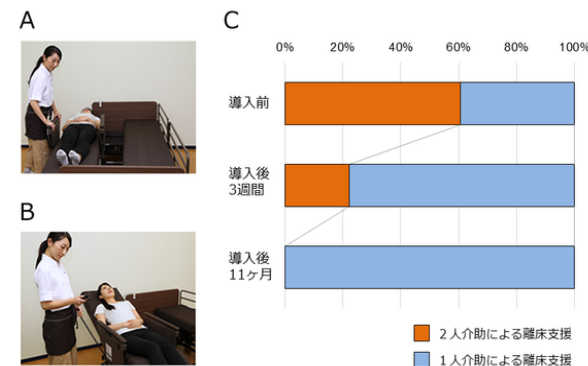 A
B
C
0% 20% 40% 60% 80% 100%
導入前
導入後
3週間
導入後
11ヶ月
2人介助による離床支援
1人介助による離床支援